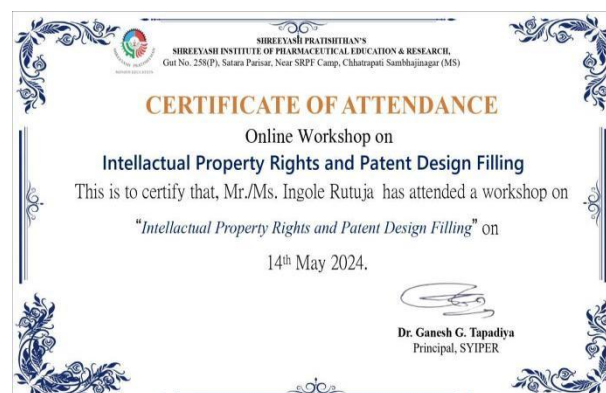 SHREEYASH PRATISHTHAN'S
SHREEYASH INSTITUTE OF PHARMACEUTICAL EDUCATION & RESEARCH,
Gut No. 258(P), Satara Parisar, Near SRPF Camp, Chhatrapati Sambhajinagar (MS)
CERTIFICATE OF ATTENDANCE
Online Workshop on
Intellactual Property Rights and Patent Design Filling
This is to certify that, Mr./Ms. Ingole Rutuja has attended a workshop on
“Intellactual Property Rights and Patent Design Filling” on
14th May 2024.
Dr. Ganesh G. Tapadiya
Principal, SYIPER